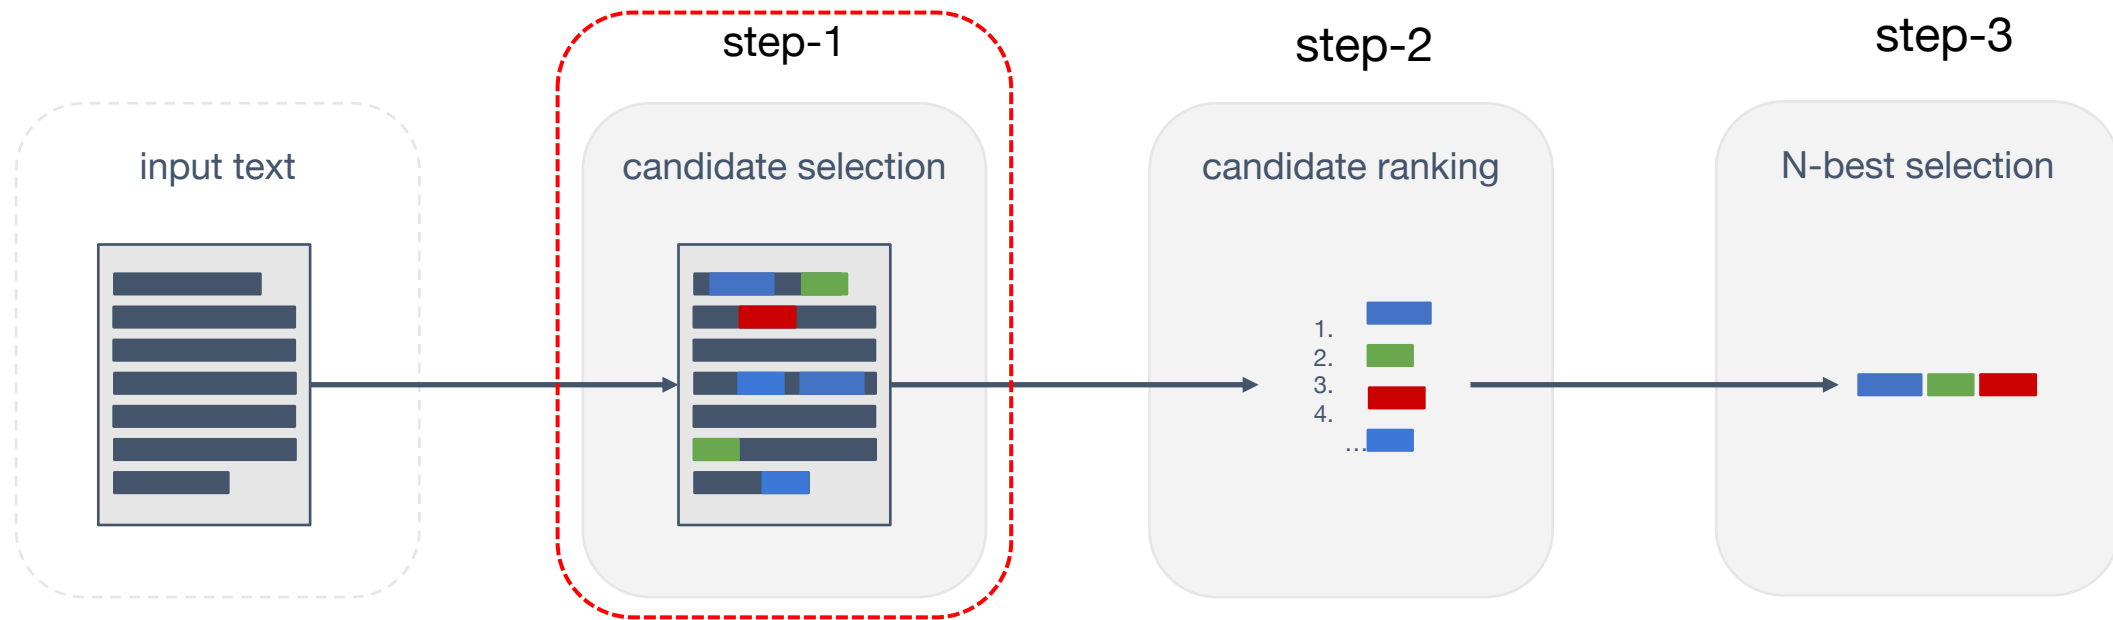 step-1
step-2
step-3
input text
candidate selection
candidate ranking
N-best selection
1.
2.
3.
4.
...